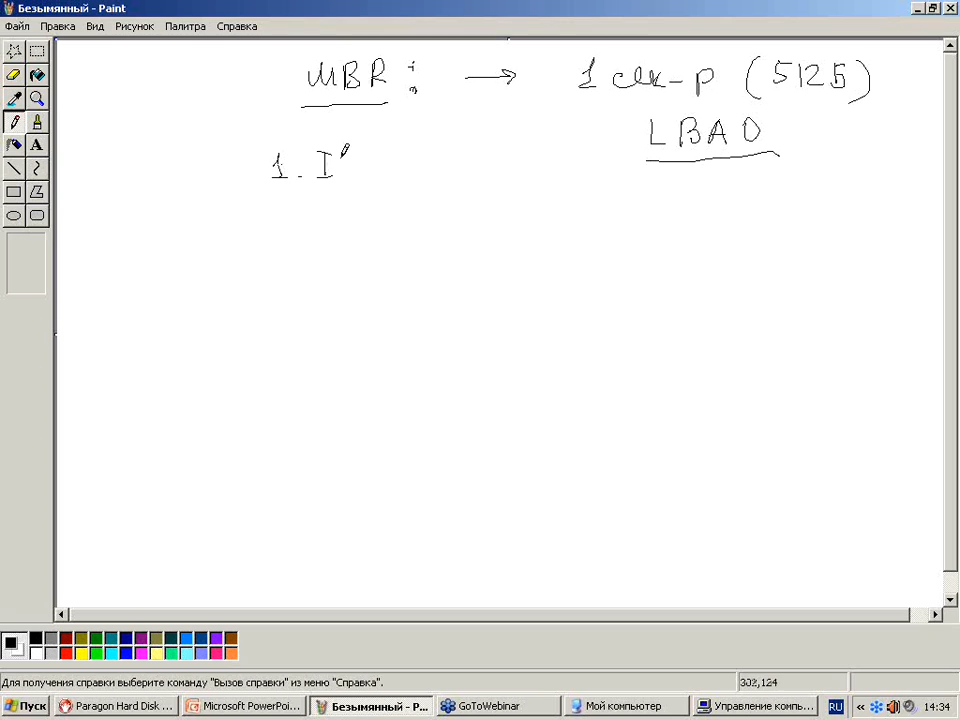 Безымянный - Paint
Файл Правка Вид Рисунок Палитра Справка
MBR : → 1 сек-р (512Б)
LBA 0
1. I
Для получения справки выберите команду "Вызов справки" из меню "Справка".
302,124
Пуск Paragon Hard Disk ... Microsoft PowerPoi... Безымянный - P... GoToWebinar Мой компьютер Управление компь... RU « 14:34